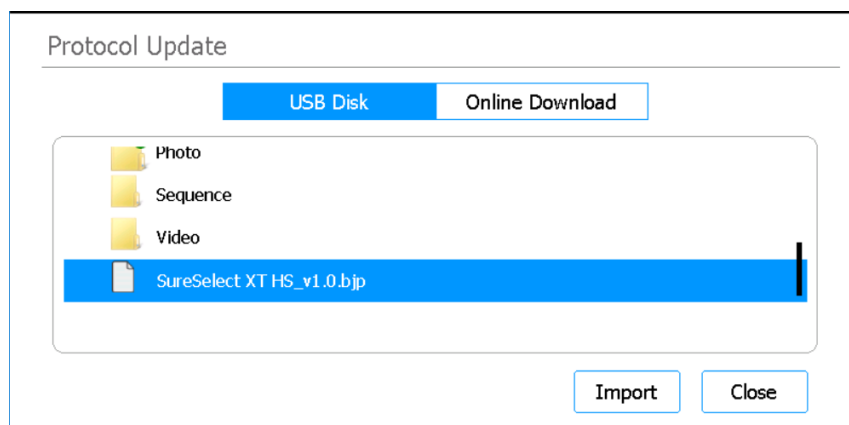 Protocol Update
USB Disk Online Download
Photo
Sequence
Video
SureSelect XT HS_v1.0.bjp
Import Close